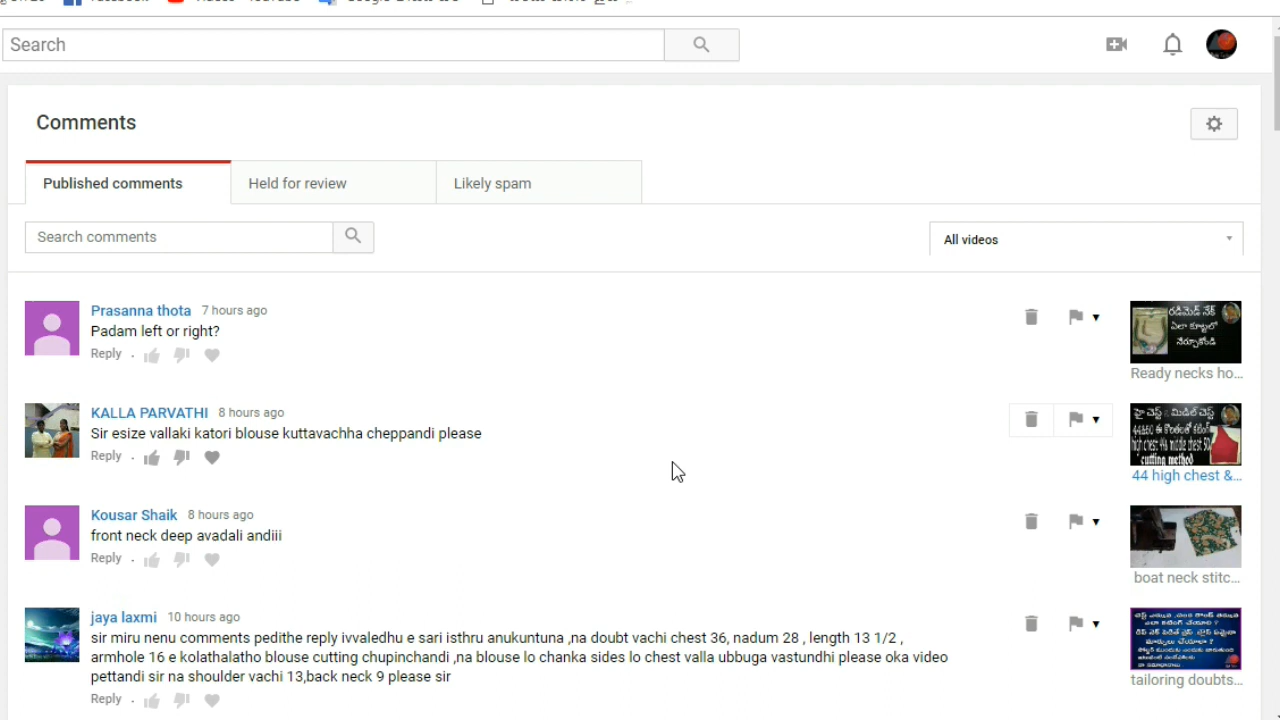 Search
Comments
Published comments
Held for review
Likely spam
Search comments
All videos
Prasanna thota 7 hours ago
Padam left or right?
Reply
రెడీమేడ్ నేక్
ఏలా కూట్టలో
నేర్చుకోండి
Ready necks ho...
KALLA PARVATHI 8 hours ago
Sir esize vallaki katori blouse kuttavachha cheppandi please
Reply
cutting method
44 high chest &...
Kousar Shaik 8 hours ago
front neck deep avadali andiii
Reply
boat neck stitc...
jaya laxmi 10 hours ago
sir miru nenu comments pedithe reply ivvaledhu e sari isthru anukuntuna ,na doubt vachi chest 36, nadum 28 , length 13 1/2 ,
armhole 16 e kolathalatho blouse cutting chupinchandi blouse lo chanka sides lo chest valla ubbuga vastundhi please oka video
pettandi sir na shoulder vachi 13,back neck 9 please sir
Reply
tailoring doubts...